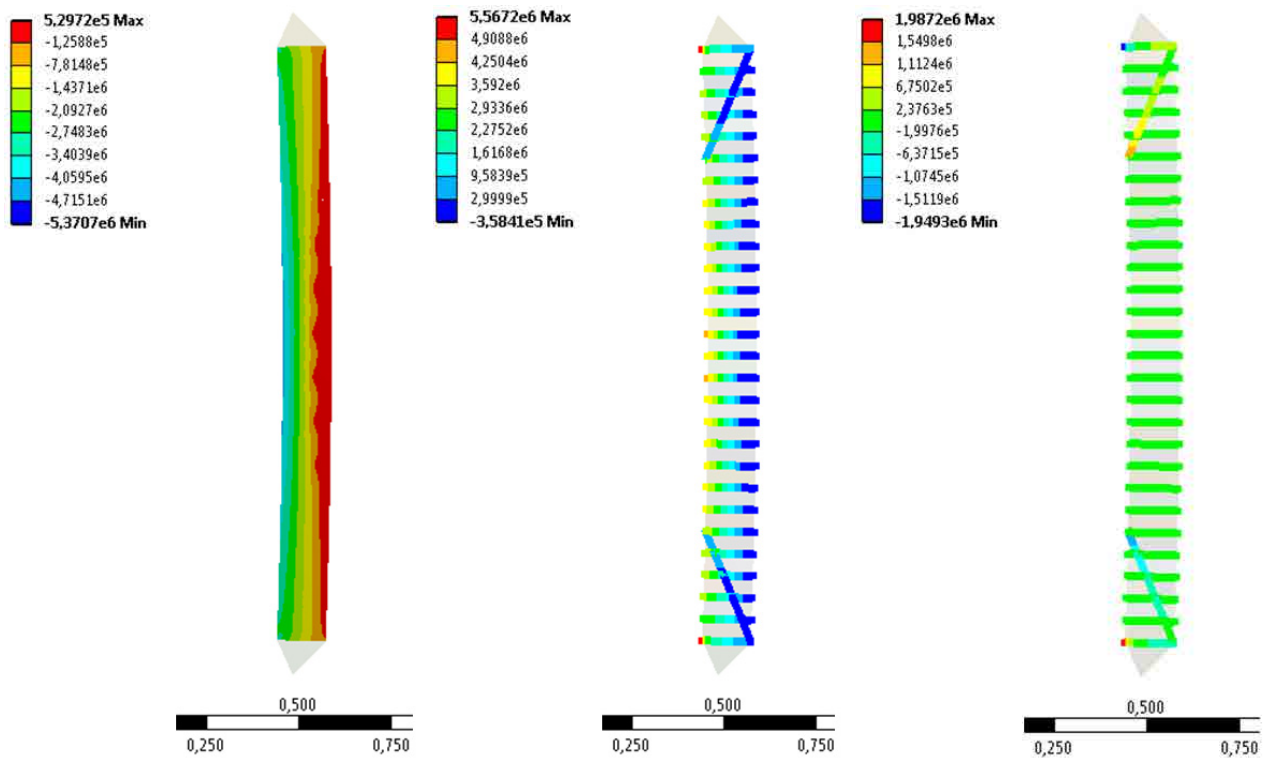 5,2972e5 Max
-1,2588e5
-7,8148e5
-1,4371e6
-2,0927e6
-2,7483e6
-3,4039e6
-4,0595e6
-4,7151e6
-5,3707e6 Min
0,500
0,250 0,750
5,5672e6 Max
4,9088e6
4,2504e6
3,592e6
2,9336e6
2,2752e6
1,6168e6
9,5839e5
2,9999e5
-3,5841e5 Min
0,500
0,250 0,750
1,9872e6 Max
1,5498e6
1,1124e6
6,7502e5
2,3763e5
-1,9976e5
-6,3715e5
-1,0745e6
-1,5119e6
-1,9493e6 Min
0,500
0,250 0,750